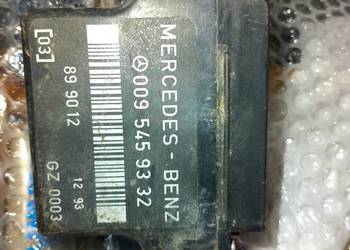 MERCEDES-BENZ
009 545 93 32
12 93
[03] 89 90 12 GZ 0003